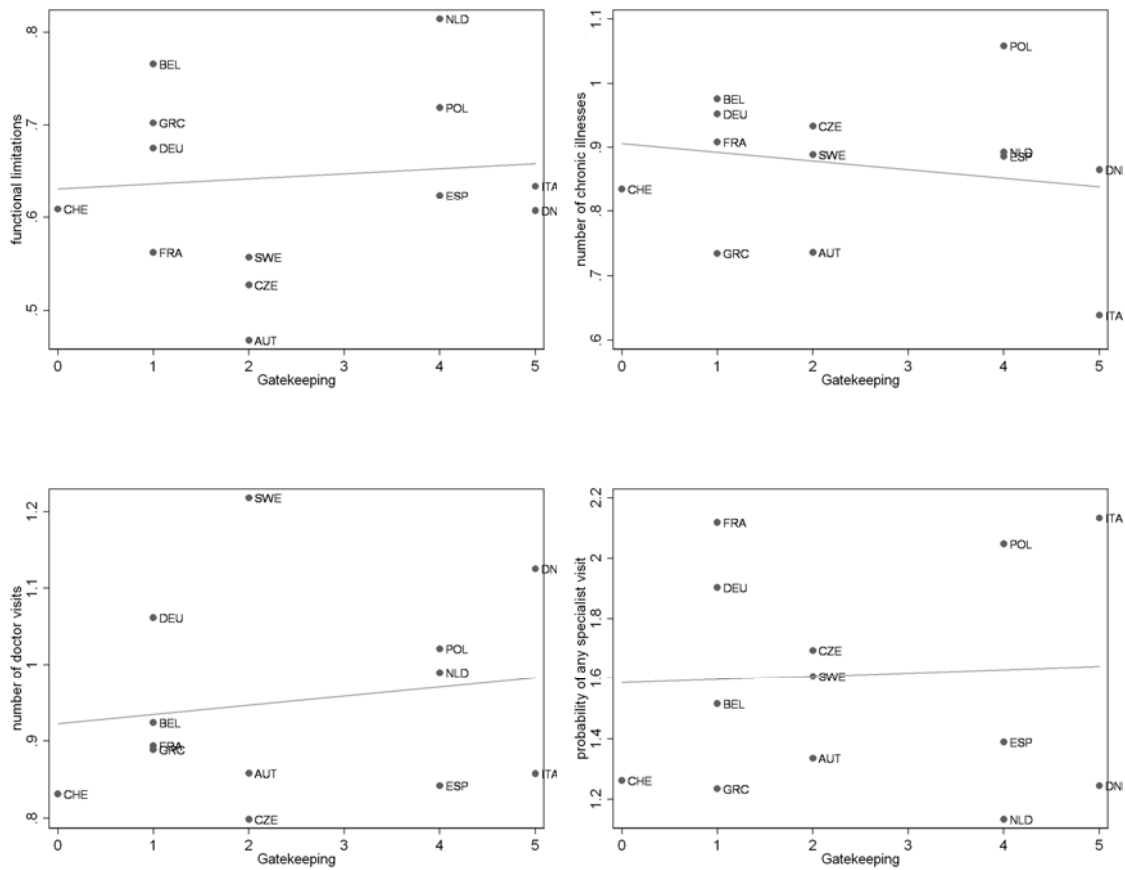 functional limitations
.8
.7
.6
.5
NLD
BEL
POL
GRC
DEU
ITA
ESP
CHE
DN
FRA
SWE
CZE
AUT
0 1 2 3 4 5
Gatekeeping
number of chronic illnesses
1.1
1
.9
.8
.7
.6
POL
BEL
DEU
CZE
FRA
NLD
SWE
ESP
DNI
CHE
GRC
AUT
ITA
0 1 2 3 4 5
Gatekeeping
number of doctor visits
1.2
1.1
1
.9
.8
SWE
DN
DEU
POL
NLD
BEL
FRA
GRC
AUT
ITA
ESP
CHE
CZE
0 1 2 3 4 5
Gatekeeping
probability of any specialist visit
2.2
2
1.8
1.6
1.4
1.2
ITA
FRA
POL
DEU
CZE
SWE
BEL
ESP
AUT
CHE
DNI
GRC
NLD
0 1 2 3 4 5
Gatekeeping